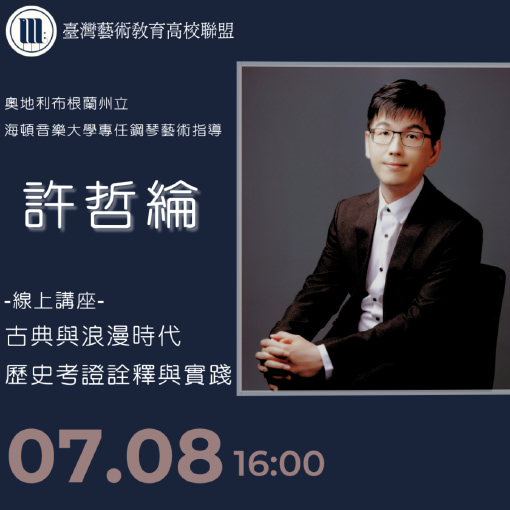 臺灣藝術教育高校聯盟
奧地利布根蘭州立
海頓音樂大學專任鋼琴藝術指導
許哲綸
-線上講座-
古典與浪漫時代
歷史考證詮釋與實踐
07.08 16:00